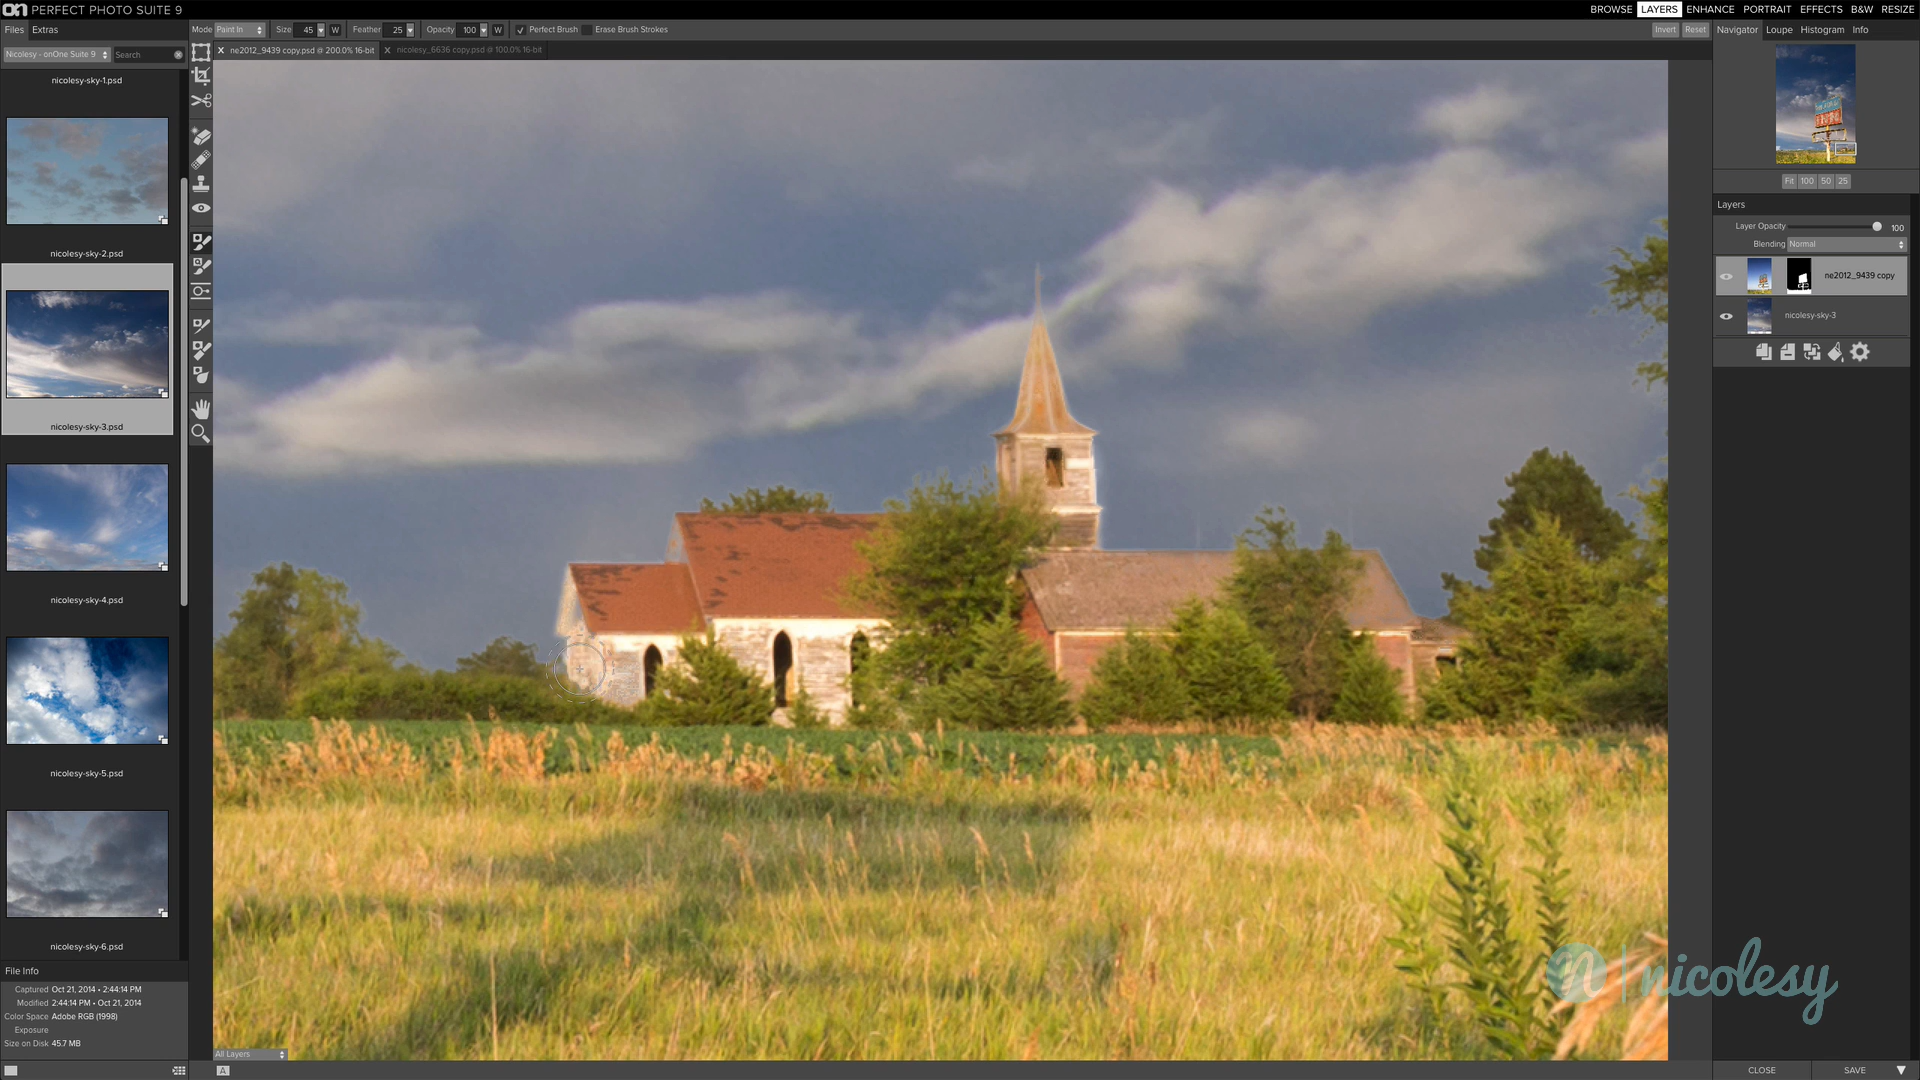 on PERFECT PHOTO SUITE 9
BROWSE LAYERS ENHANCE PORTRAIT EFFECTS B&W RESIZE
Files Extras
Mode Paint In Size 45 W Feather 25 Opacity 100 W Perfect Brush Erase Brush Strokes Invert Reset
Navigator Loupe Histogram Info
Nicolesy - onOne Suite 9 Search
X ne2012_9439 copy.psd @ 200.0% 16-bit X nicolesy_6636 copy.psd @ 100.0% 16-bit
nicolesy-sky-1.psd
nicolesy-sky-2.psd
nicolesy-sky-3.psd
nicolesy-sky-4.psd
nicolesy-sky-5.psd
nicolesy-sky-6.psd
Fit 100 50 25
Layers
Layer Opacity 100
Blending Normal
ne2012_9439 copy
nicolesy-sky-3
File Info
Captured Oct 21, 2014 • 2:44:14 PM
Modified 2:44:14 PM • Oct 21, 2014
Color Space Adobe RGB (1998)
Exposure
Size on Disk 45.7 MB
n | nicolesy
All Layers
A
CLOSE SAVE